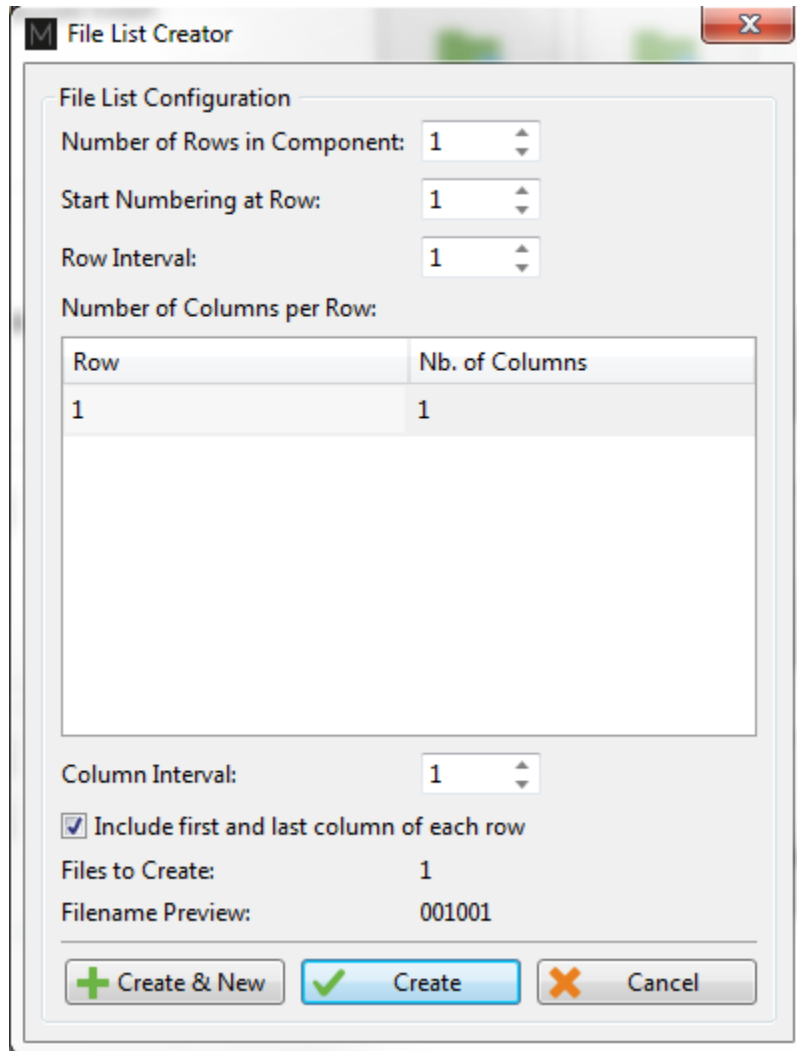 M File List Creator
File List Configuration
Number of Rows in Component: 1
Start Numbering at Row: 1
Row Interval: 1
Number of Columns per Row:
Row Nb. of Columns
1 1
Column Interval: 1
Include first and last column of each row
Files to Create: 1
Filename Preview: 001001
Create & New Create Cancel